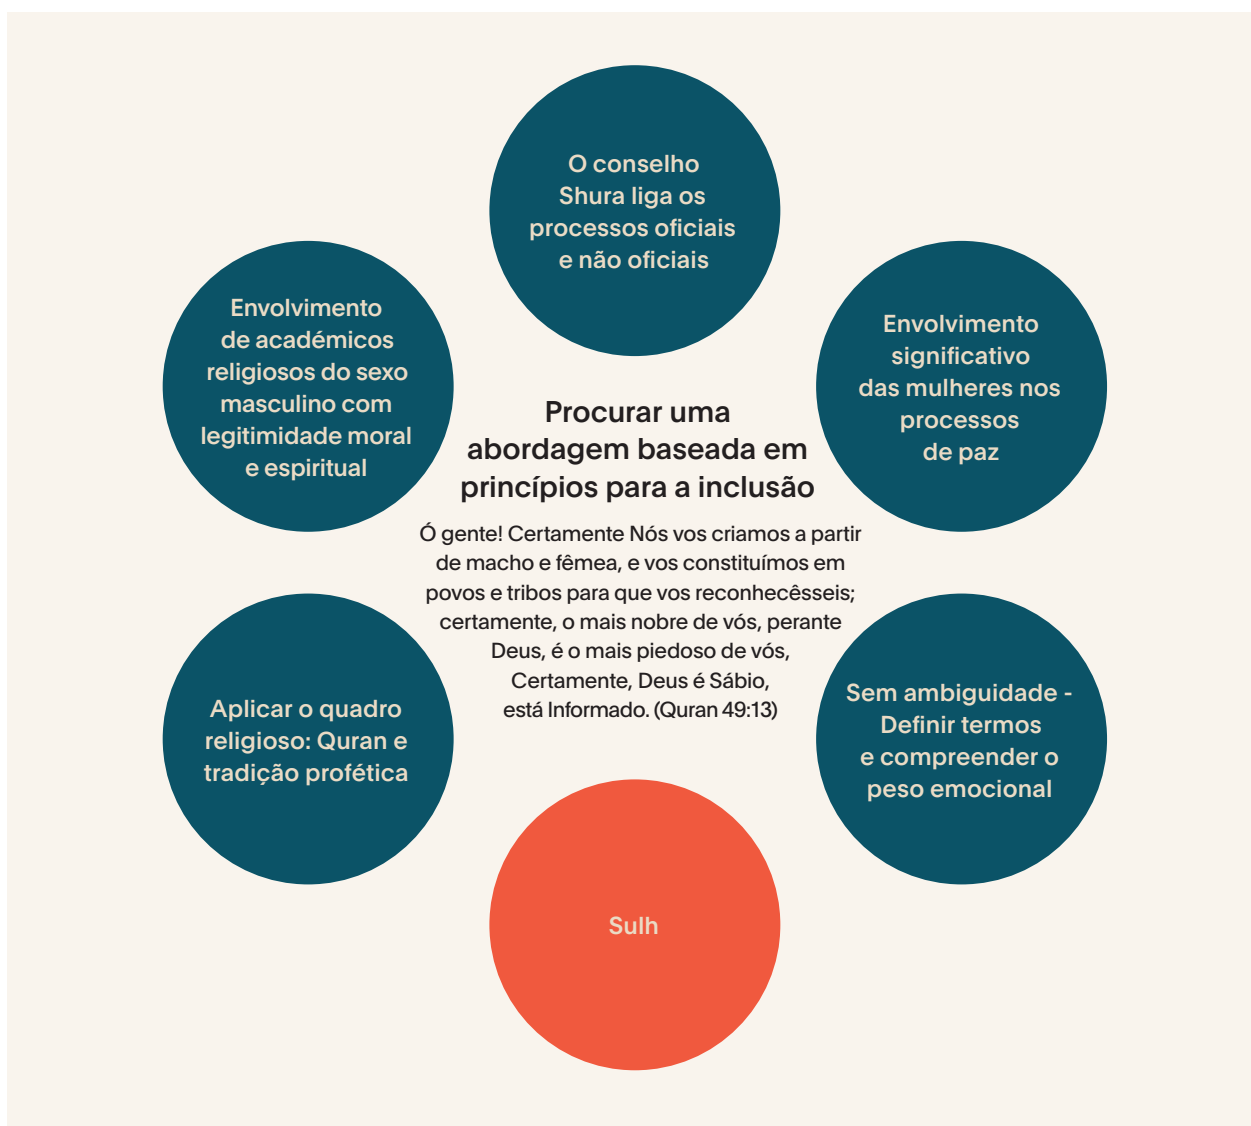 O conselho
Shura liga os
processos oficiais
e não oficiais
Envolvimento
de académicos
religiosos do sexo
masculino com
legitimidade moral
e espiritual
Envolvimento
significativo
das mulheres nos
processos
de paz
Procurar uma
abordagem baseada em
princípios para a inclusão
Ó gente! Certamente Nós vos criamos a partir
de macho e fêmea, e vos constituímos em
povos e tribos para que vos reconhecêsseis;
certamente, o mais nobre de vós, perante
Deus, é o mais piedoso de vós,
Certamente, Deus é Sábio,
está Informado. (Quran 49:13)
Aplicar o quadro
religioso: Quran e
tradição profética
Sem ambiguidade -
Definir termos
e compreender o
peso emocional
Sulh